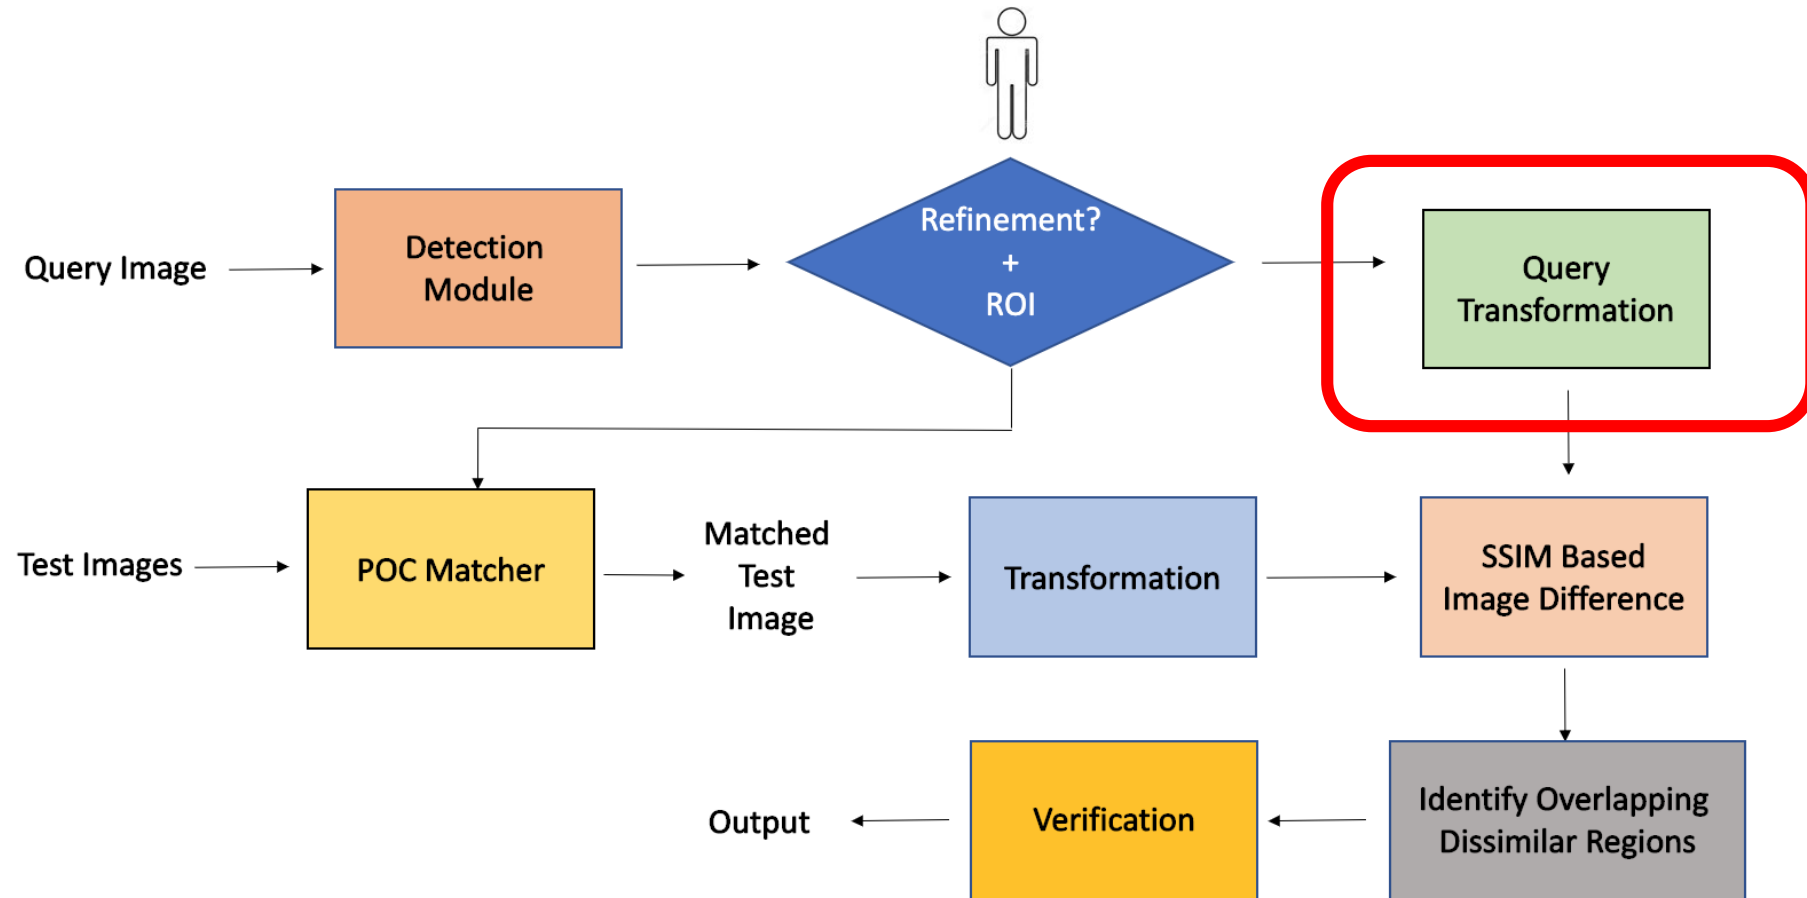 Query Image
Detection
Module
Refinement?
+
ROI
Query
Transformation
Test Images
POC Matcher
Matched
Test
Image
Transformation
SSIM Based
Image Difference
Output
Verification
Identify Overlapping
Dissimilar Regions